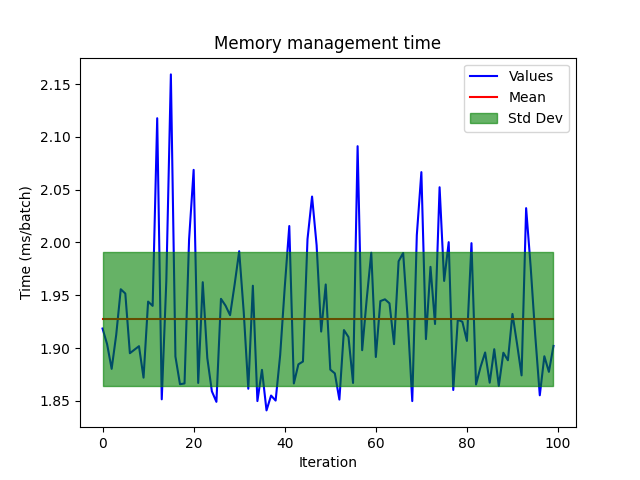 Memory management time
Values
Mean
Std Dev
Time (ms/batch)
2.15
2.10
2.05
2.00
1.95
1.90
1.85
0 20 40 60 80 100
Iteration